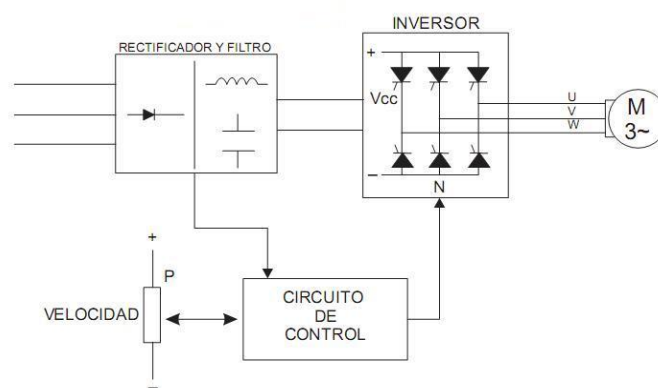 INVERSOR
RECTIFICADOR Y FILTRO
+
Vcc
U
V
W
M
3~
−
N
+
P
VELOCIDAD
−
CIRCUITO
DE
CONTROL